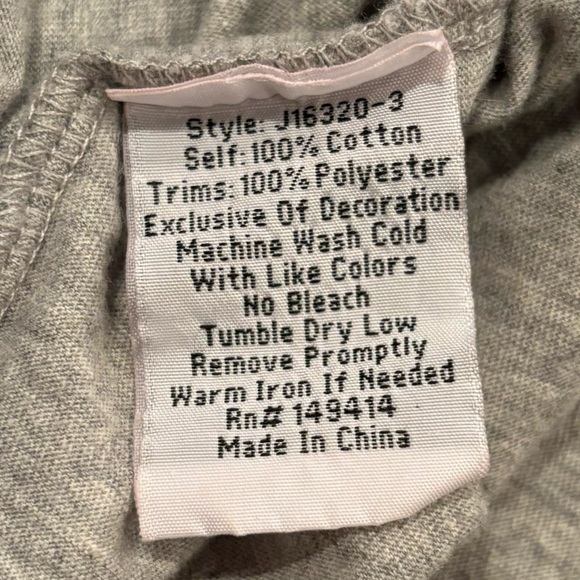 Style: J16320-3
Self: 100% Cotton
Trims: 100% Polyester
Exclusive Of Decoration
Machine Wash Cold
With Like Colors
No Bleach
Tumble Dry Low
Remove Promptly
Warm Iron If Needed
Rn# 149414
Made In China